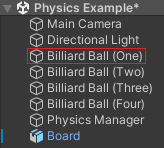 Physics Example*
Main Camera
Directional Light
Billiard Ball (One)
Billiard Ball (Two)
Billiard Ball (Three)
Billiard Ball (Four)
Physics Manager
Board